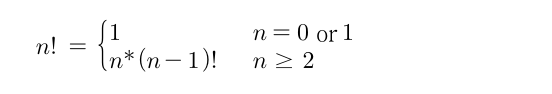 n! = { 1 n = 0 or 1
n*(n − 1)! n ≥ 2